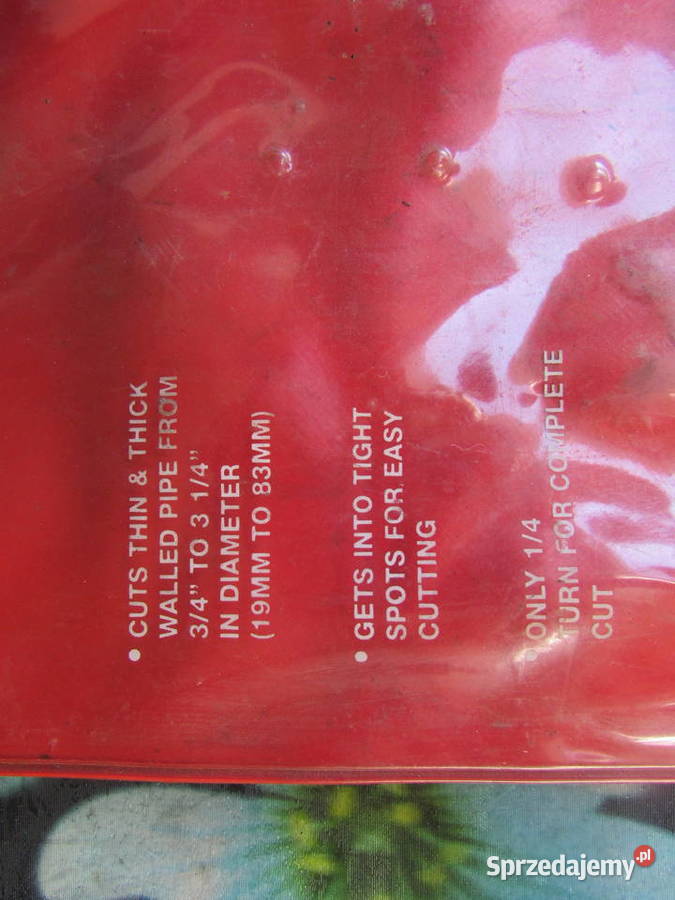 • CUTS THIN & THICK
WALLED PIPE FROM
3/4” TO 3 1/4”
IN DIAMETER
(19MM TO 83MM)
• GETS INTO TIGHT
SPOTS FOR EASY
CUTTING
• ONLY 1/4
TURN FOR COMPLETE
CUT
Sprzedajemy.pl